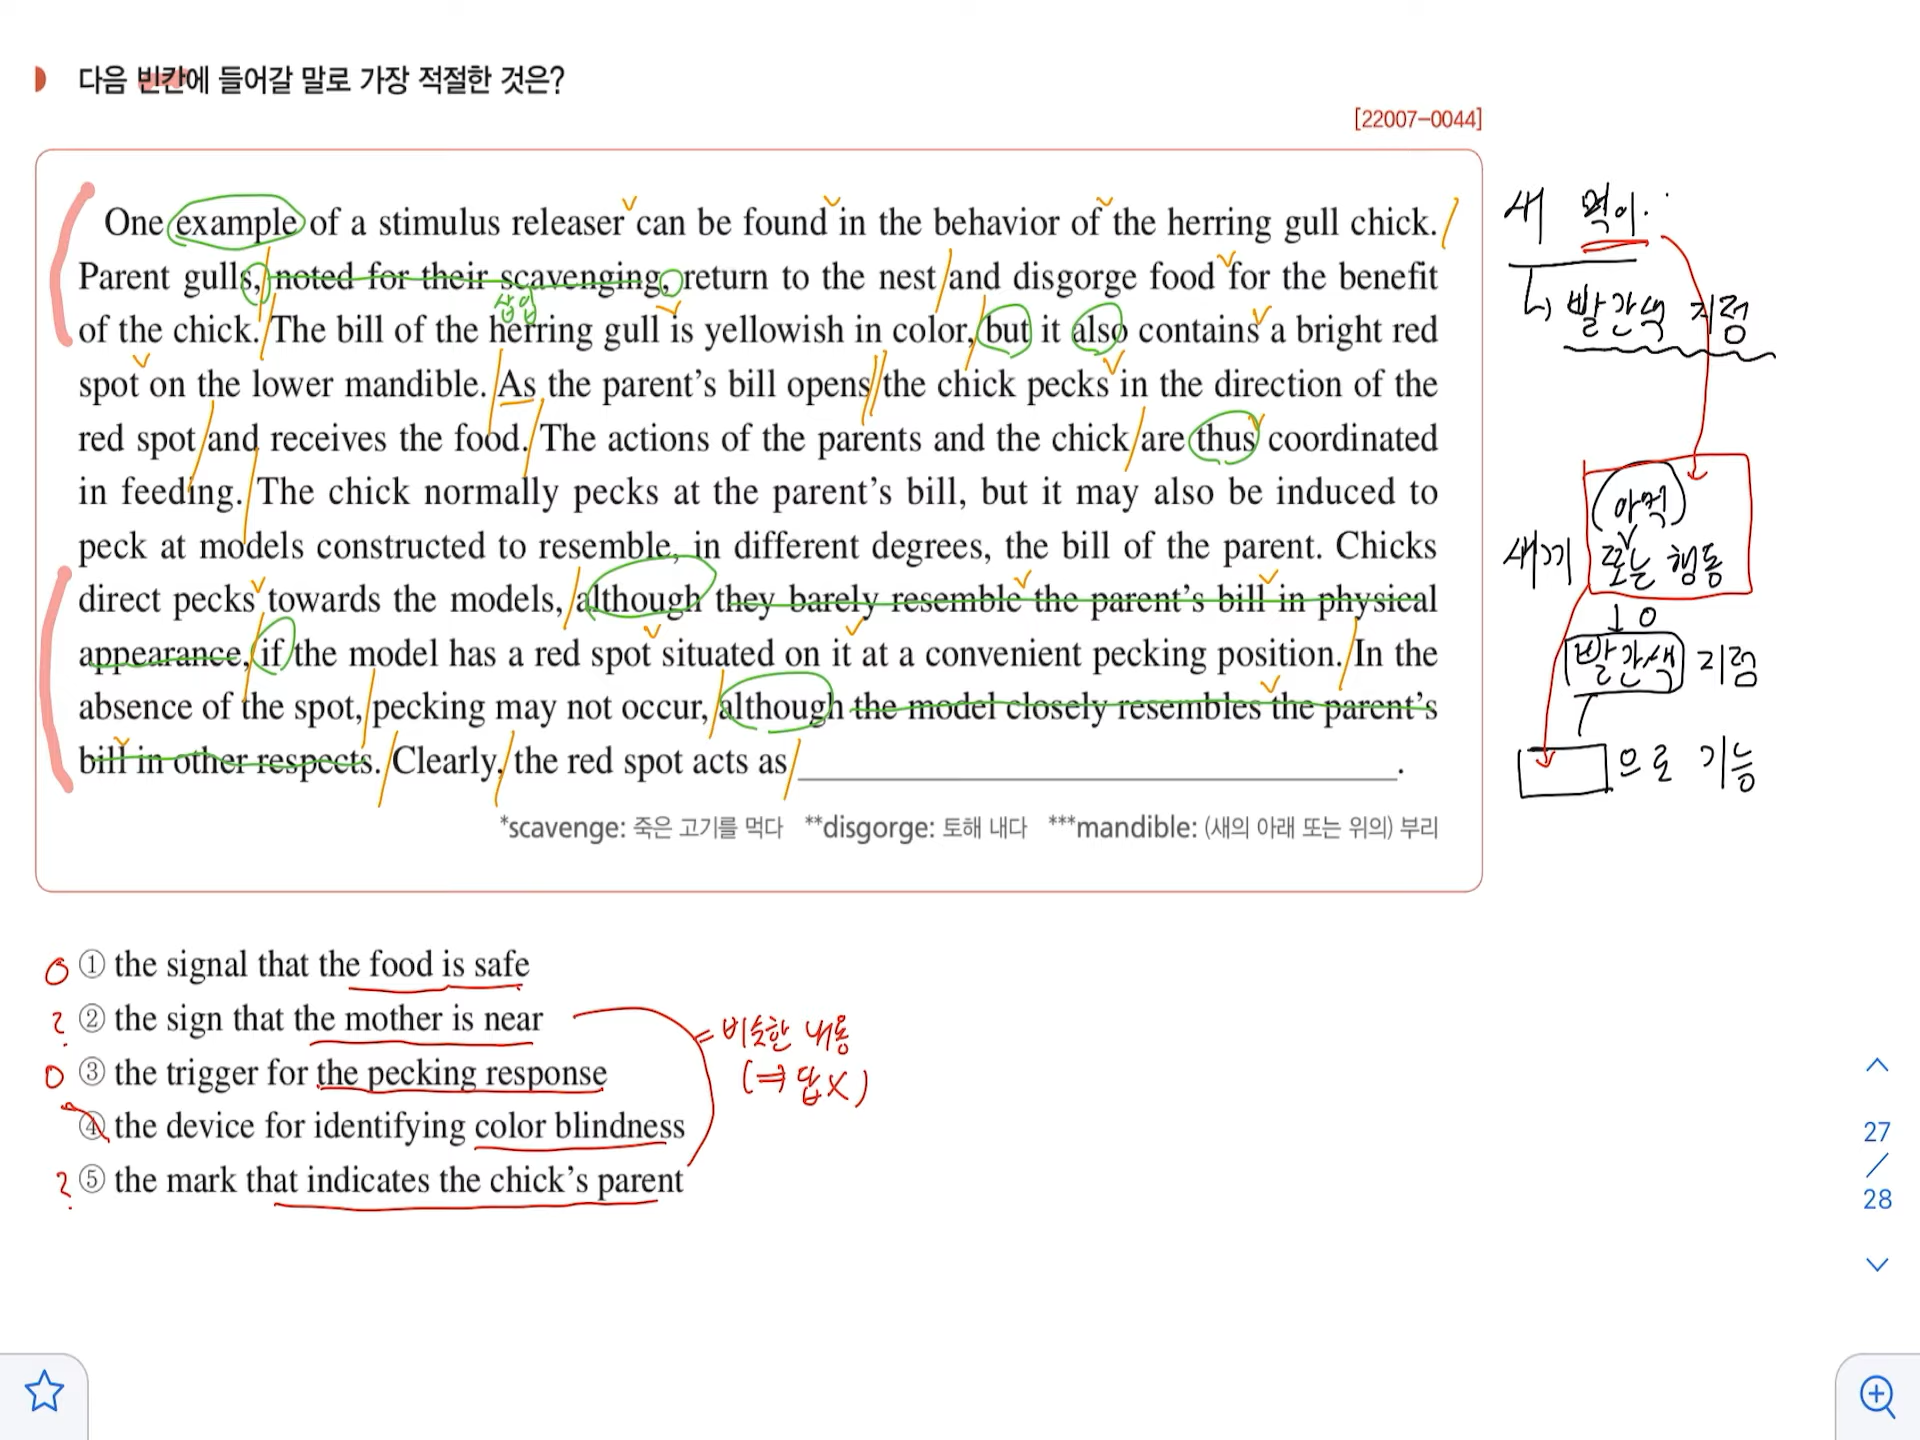 다음 빈칸에 들어갈 말로 가장 적절한 것은?
[22007-0044]
One example of a stimulus releaser can be found in the behavior of the herring gull chick.
Parent gulls, noted for their scavenging, return to the nest and disgorge food for the benefit
삽입
of the chick. The bill of the herring gull is yellowish in color, but it also contains a bright red
spot on the lower mandible. As the parent's bill opens, the chick pecks in the direction of the
red spot and receives the food. The actions of the parents and the chick are thus coordinated
in feeding. The chick normally pecks at the parent's bill, but it may also be induced to
peck at models constructed to resemble, in different degrees, the bill of the parent. Chicks
direct pecks towards the models, although they barely resemble the parent's bill in physical
appearance, if the model has a red spot situated on it at a convenient pecking position. In the
absence of the spot, pecking may not occur, although the model closely resembles the parent's
bill in other respects. Clearly, the red spot acts as ______.
*scavenge: 죽은 고기를 먹다 **disgorge: 토해 내다 ***mandible: (새의 아래 또는 위의) 부리
새 먹이
↳ 발간색 지점
새끼
행동
↓ O
발간색 지점
으로 기능
O ① the signal that the food is safe
? ② the sign that the mother is near
O ③ the trigger for the pecking response
④ the device for identifying color blindness
? ⑤ the mark that indicates the chick's parent
= 비슷한 내용
(⇒ 답 X)
27
/
28